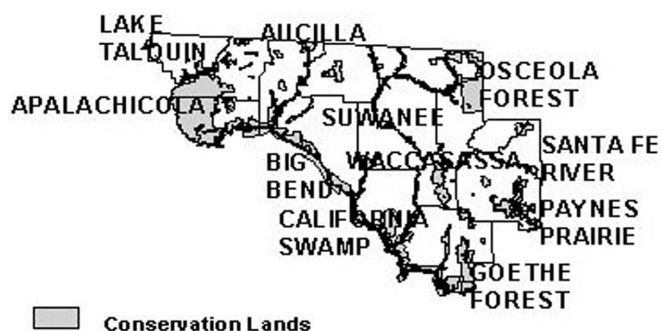 LAKE
TALQUIN
AUCILLA
OSCEOLA
FOREST
APALACHICOLA
SUWANEE
SANTA FE
RIVER
BIG
BEND
WACCASASSA
CALIFORNIA
SWAMP
PAYNES
PRAIRIE
GOETHE
FOREST
Conservation Lands